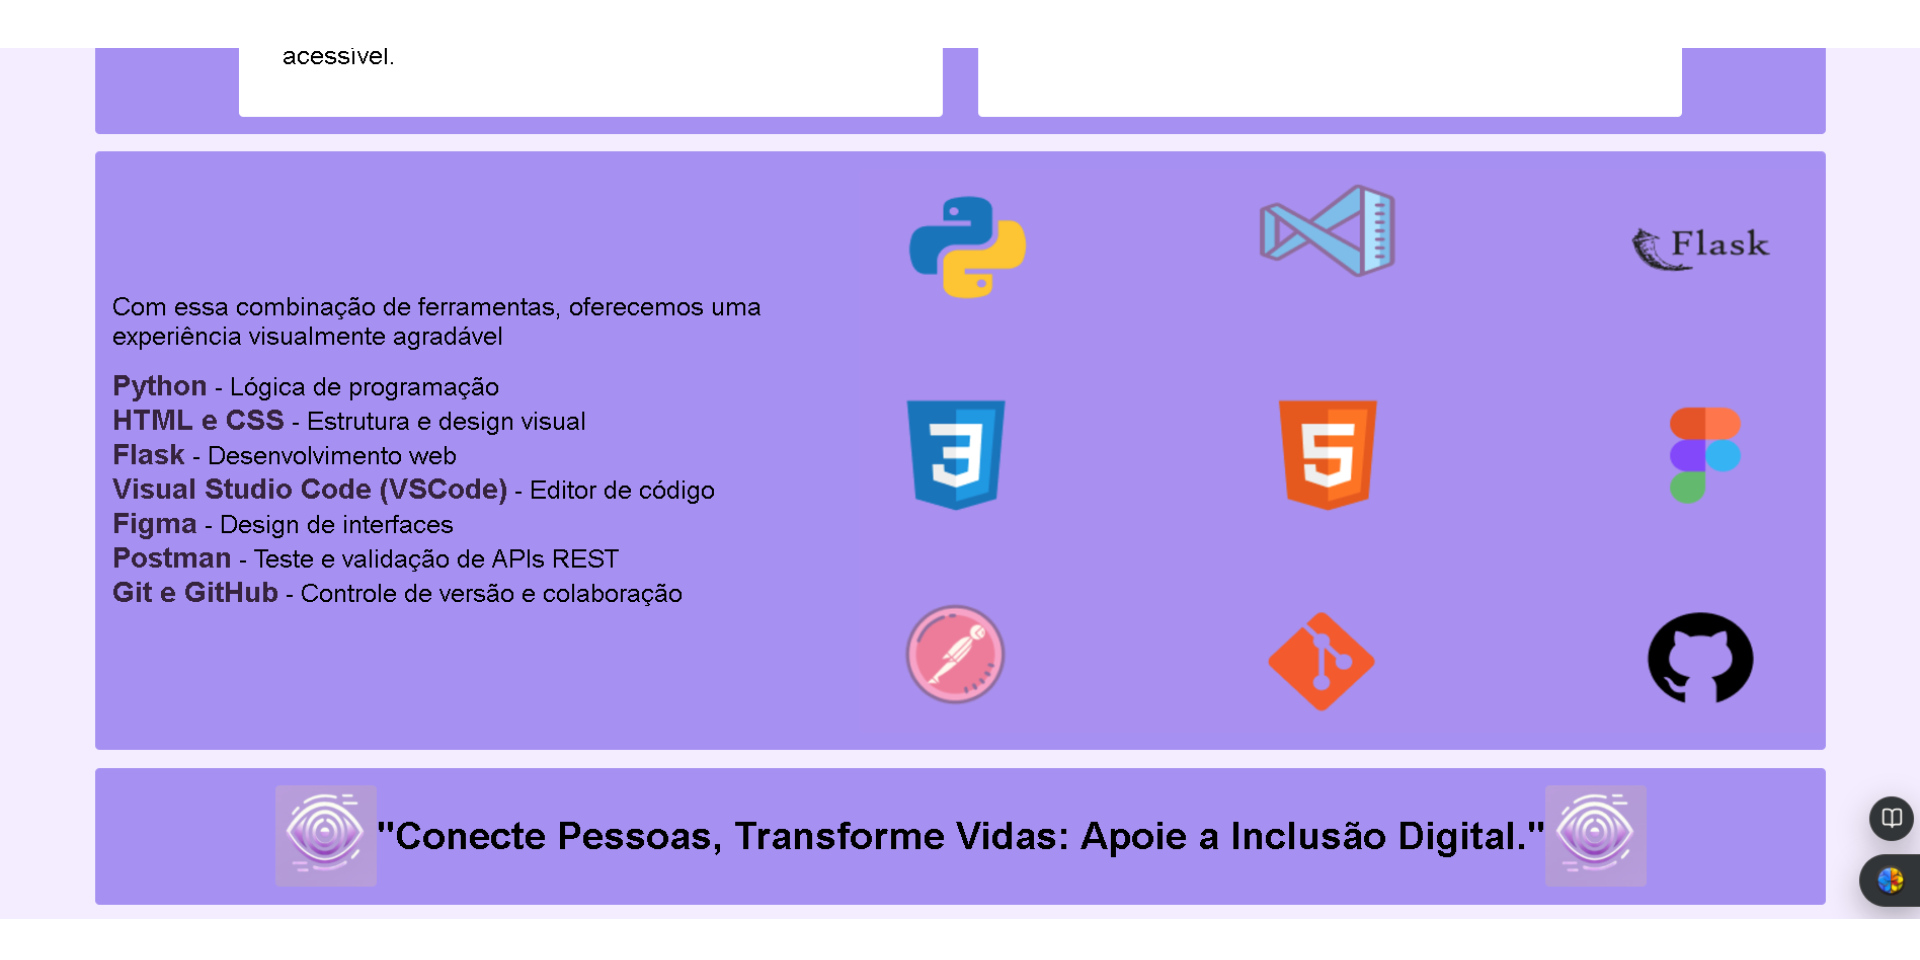 acessível.
Com essa combinação de ferramentas, oferecemos uma
experiência visualmente agradável
Python - Lógica de programação
HTML e CSS - Estrutura e design visual
Flask - Desenvolvimento web
Visual Studio Code (VSCode) - Editor de código
Figma - Design de interfaces
Postman - Teste e validação de APIs REST
Git e GitHub - Controle de versão e colaboração
Flask
3
5
"Conecte Pessoas, Transforme Vidas: Apoie a Inclusão Digital."